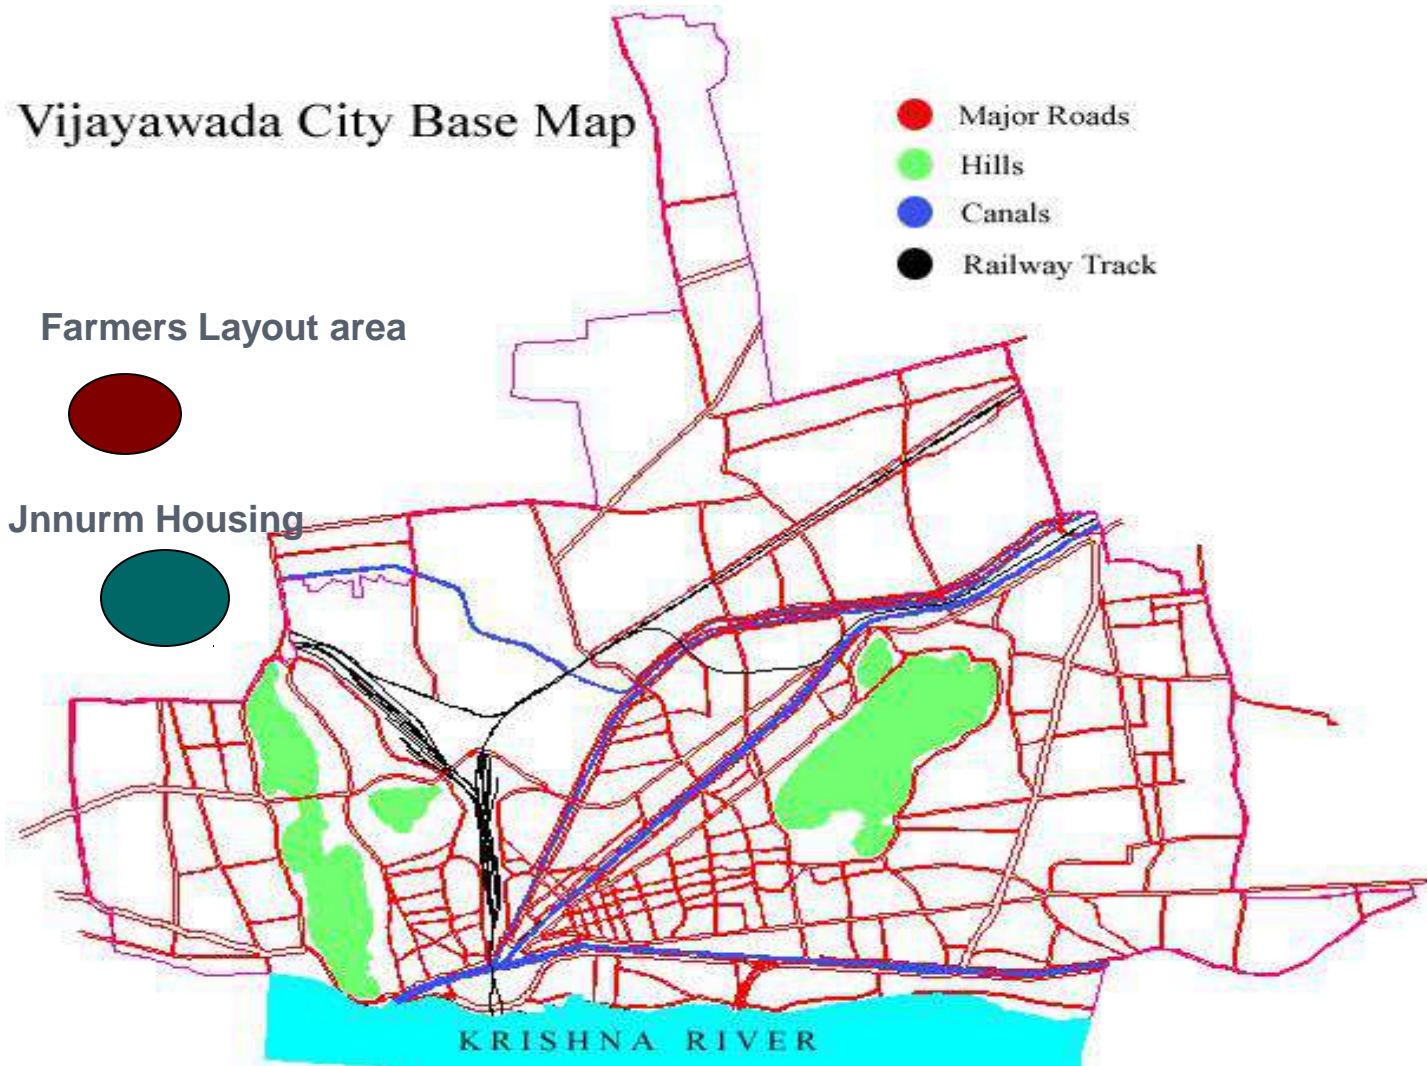 Vijayawada City Base Map
Major Roads
Hills
Canals
Railway Track
Farmers Layout area
Jnnurm Housing
KRISHNA RIVER